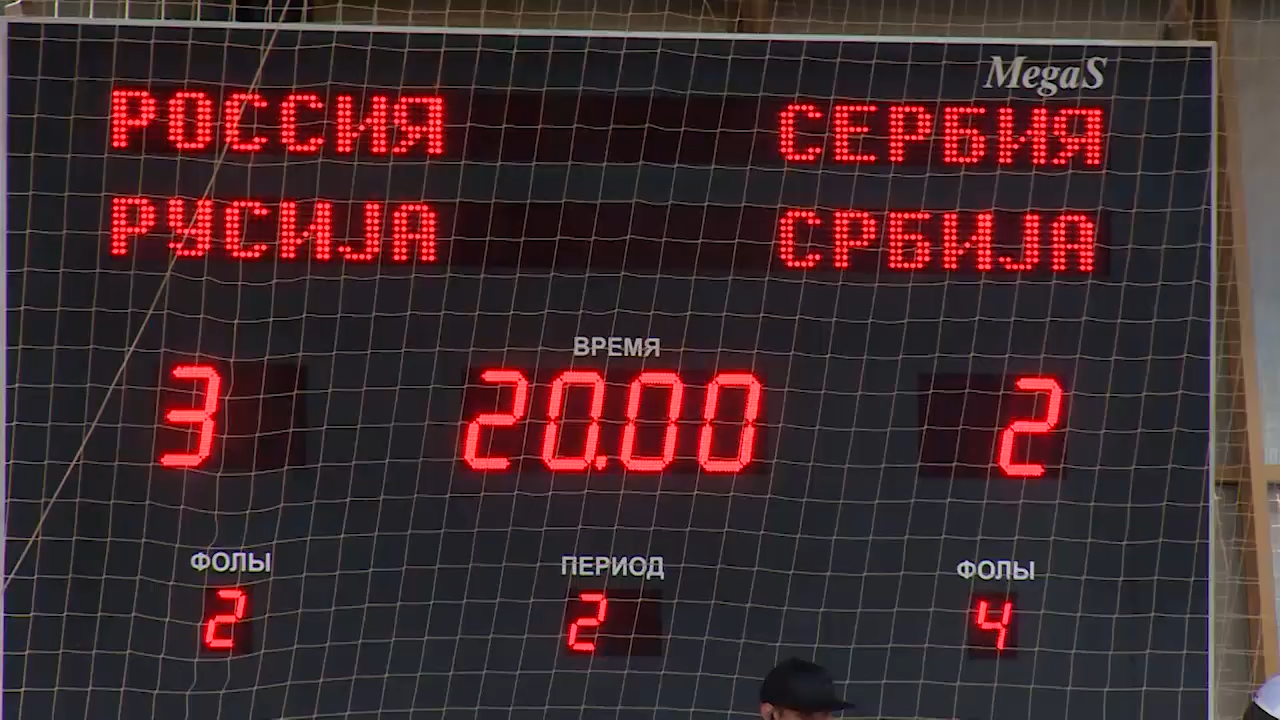 MegaS
РОССИЯ СЕРБИЯ
РУСИЈА СРБИЈА
ВРЕМЯ
3 20.00 2
ФОЛЫ ПЕРИОД ФОЛЫ
2 2 4